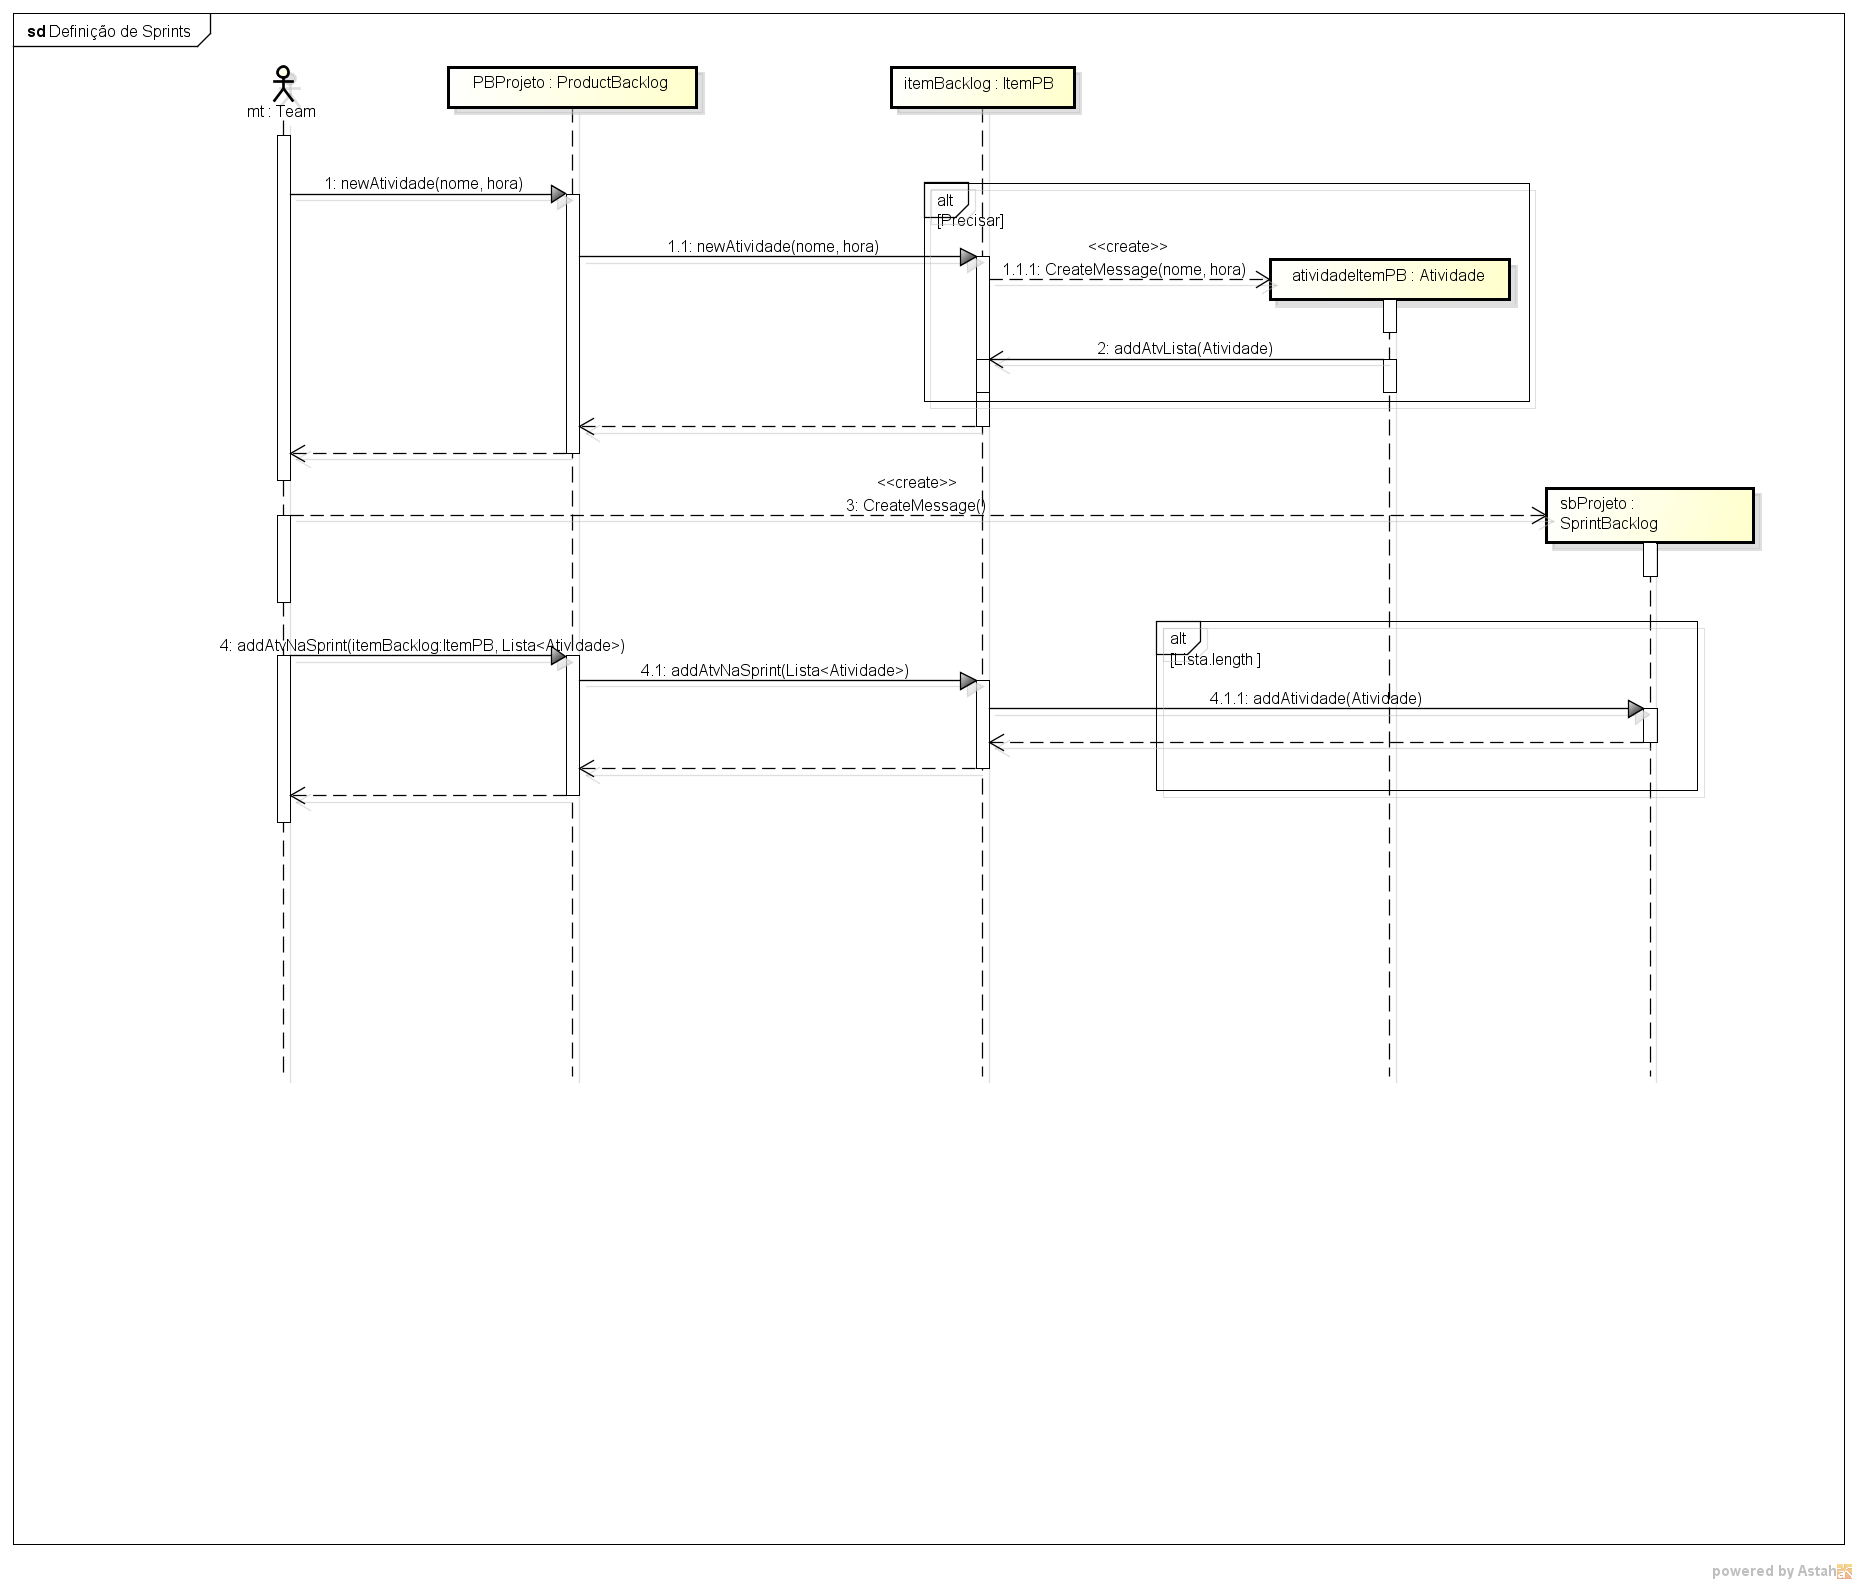 sd Definição de Sprints
mt : Team
PBProjeto : ProductBacklog
itemBacklog : ItemPB
1: newAtividade(nome, hora)
alt
[Precisar]
1.1: newAtividade(nome, hora)
<<create>>
1.1.1: CreateMessage(nome, hora)
atividadeItemPB : Atividade
2: addAtvLista(Atividade)
<<create>>
3: CreateMessage()
sbProjeto :
SprintBacklog
alt
[Lista.length ]
4: addAtvNaSprint(itemBacklog:ItemPB, Lista<Atividade>)
4.1: addAtvNaSprint(Lista<Atividade>)
4.1.1: addAtividade(Atividade)
powered by Astah